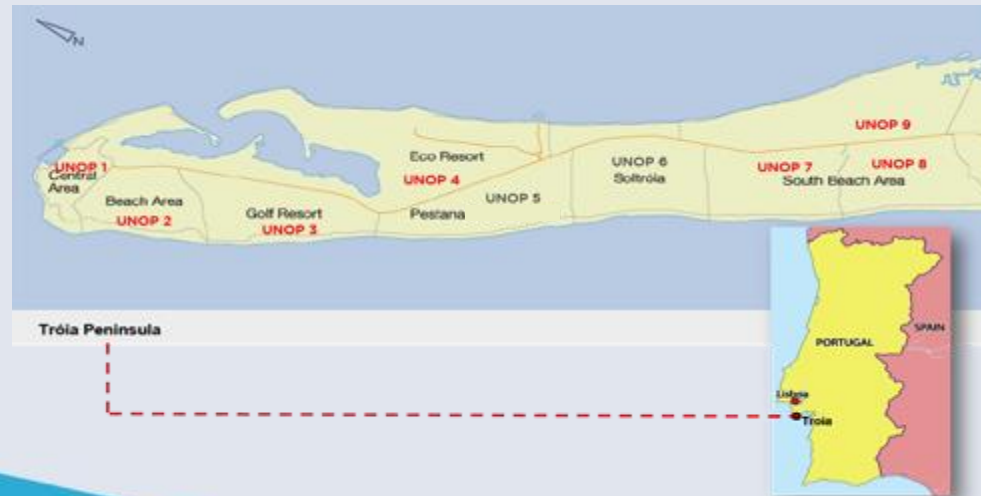 N
UNOP 1
Central
Area
Beach Area
UNOP 2
Golf Resort
UNOP 3
Eco Resort
UNOP 4
Pestana
UNOP 5
UNOP 6
Soltróia
UNOP 7
UNOP 8
South Beach Area
UNOP 9
Tróia Peninsula
PORTUGAL
SPAIN
Lisboa
Troia